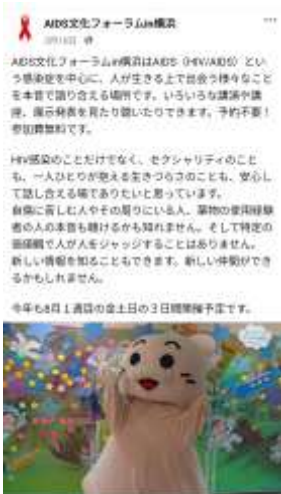 AIDS文化フォーラムin横浜
AIDS文化フォーラムin横浜はAIDS（HIV/AIDS）とい
う感染症を中心に、人が生きる上で出会う様々なこと
を本音で語り合える場所です。いろいろな講演や講
座、展示発表を見たり聴いたりできます。予約不要！
参加費無料です。
HIV感染のことだけでなく、セクシャリティのこと
も、一人ひとりが抱える生きづらさのことも、安心し
て話し合える場でありたいと思っています。
自傷に苦しむ人やその周りにいる人、薬物の使用経験
者の人の本音も聴けるかも知れません。そして特定の
価値観で人が人をジャッジすることはありません。
新しい情報を知ることもできます。新しい仲間ができ
るかもしれません。
今年も8月１週目の金土日の３日間開催予定です。